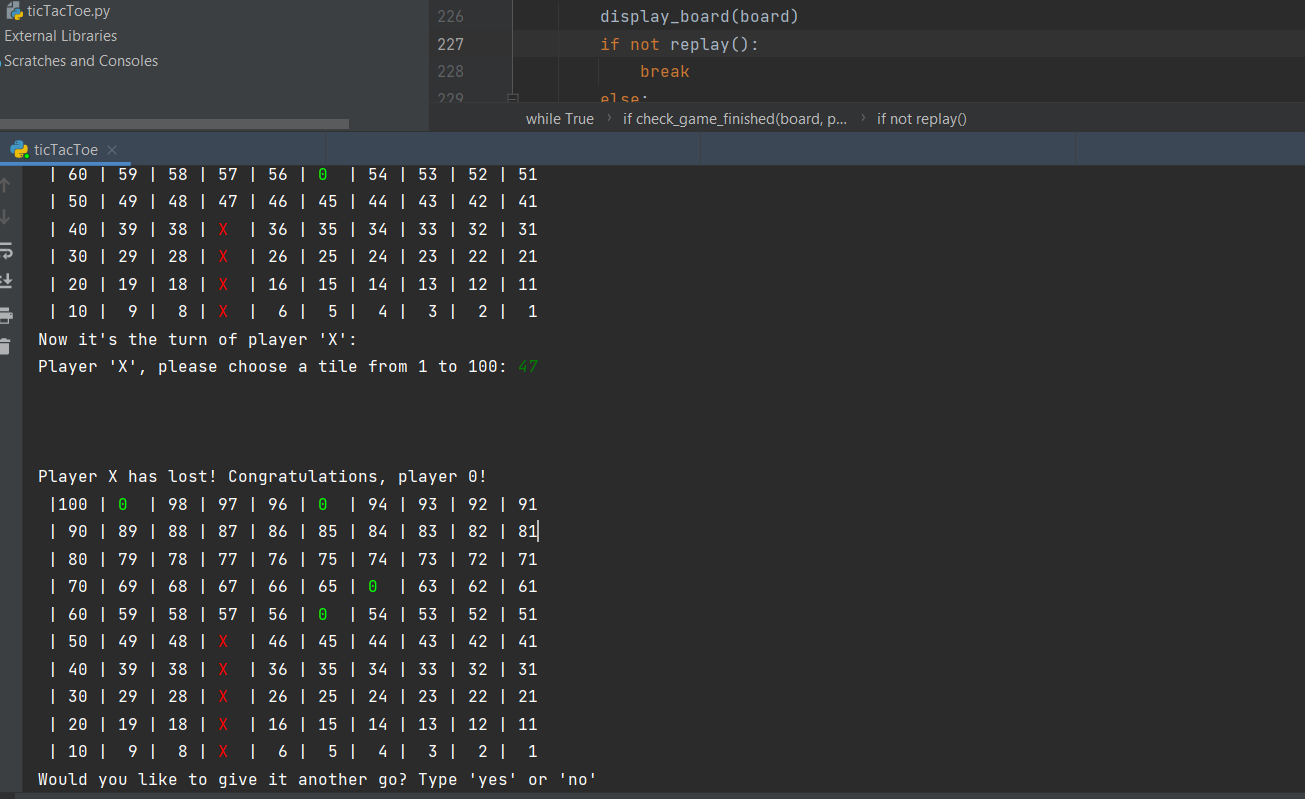 ticTacToe.py
External Libraries
Scratches and Consoles
226 display_board(board)
227 if not replay():
228 break
229 else:
while True › if check_game_finished(board, p... › if not replay()
ticTacToe ×
| 60 | 59 | 58 | 57 | 56 | 0 | 54 | 53 | 52 | 51
| 50 | 49 | 48 | 47 | 46 | 45 | 44 | 43 | 42 | 41
| 40 | 39 | 38 | X | 36 | 35 | 34 | 33 | 32 | 31
| 30 | 29 | 28 | X | 26 | 25 | 24 | 23 | 22 | 21
| 20 | 19 | 18 | X | 16 | 15 | 14 | 13 | 12 | 11
| 10 | 9 | 8 | X | 6 | 5 | 4 | 3 | 2 | 1
Now it's the turn of player 'X':
Player 'X', please choose a tile from 1 to 100: 47
Player X has lost! Congratulations, player 0!
|100 | 0 | 98 | 97 | 96 | 0 | 94 | 93 | 92 | 91
| 90 | 89 | 88 | 87 | 86 | 85 | 84 | 83 | 82 | 81
| 80 | 79 | 78 | 77 | 76 | 75 | 74 | 73 | 72 | 71
| 70 | 69 | 68 | 67 | 66 | 65 | 0 | 63 | 62 | 61
| 60 | 59 | 58 | 57 | 56 | 0 | 54 | 53 | 52 | 51
| 50 | 49 | 48 | X | 46 | 45 | 44 | 43 | 42 | 41
| 40 | 39 | 38 | X | 36 | 35 | 34 | 33 | 32 | 31
| 30 | 29 | 28 | X | 26 | 25 | 24 | 23 | 22 | 21
| 20 | 19 | 18 | X | 16 | 15 | 14 | 13 | 12 | 11
| 10 | 9 | 8 | X | 6 | 5 | 4 | 3 | 2 | 1
Would you like to give it another go? Type 'yes' or 'no'